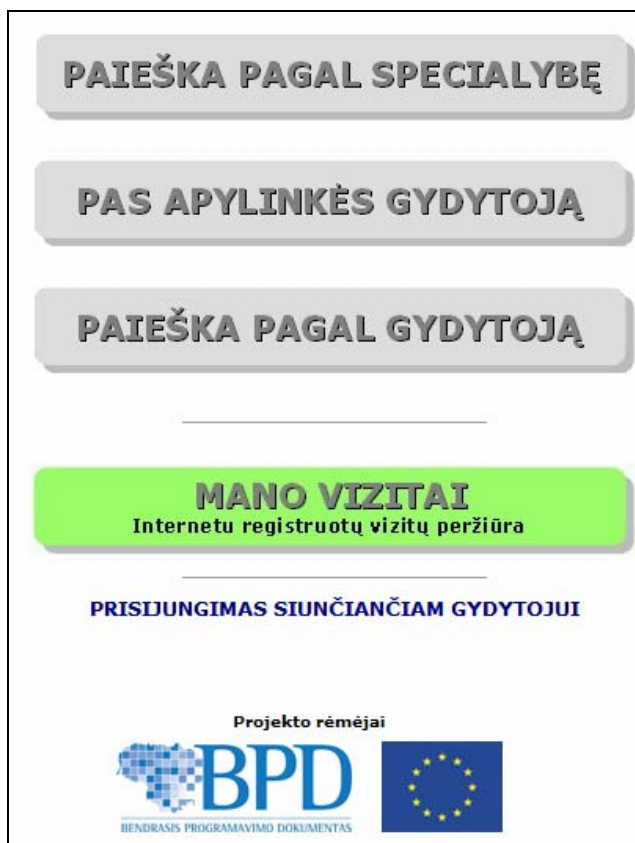 PAIEŠKA PAGAL SPECIALYBĘ
PAS APYLINKĖS GYDYTOJĄ
PAIEŠKA PAGAL GYDYTOJĄ
MANO VIZITAI
Internetu registruotų vizitų peržiūra
PRISIJUNGIMAS SIUNČIANČIAM GYDYTOJUI
Projekto rėmėjai
BPD
BENDRASIS PROGRAMAVIMO DOKUMENTAS